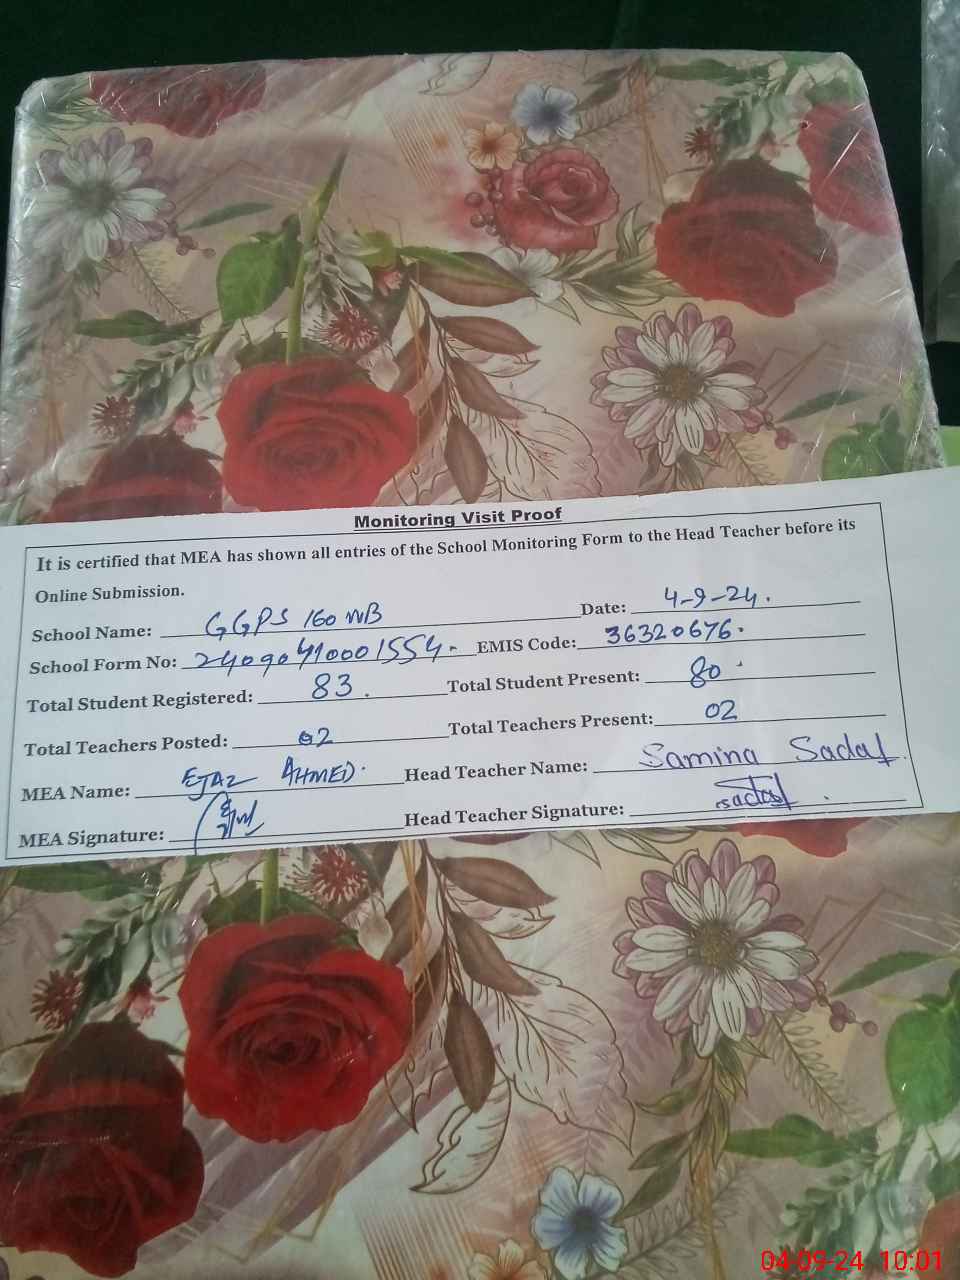 Monitoring Visit Proof
It is certified that MEA has shown all entries of the School Monitoring Form to the Head Teacher before its
Online Submission.
School Name: GGPS 160 WB Date: 4-9-24.
School Form No: 24090410001554. EMIS Code: 36320676.
Total Student Registered: 83. Total Student Present: 80
Total Teachers Posted: 02 Total Teachers Present: 02
MEA Name: EJAZ AHMED. Head Teacher Name: Samina Sadaf.
MEA Signature: Head Teacher Signature: sadaf.
04-09-24 10:01